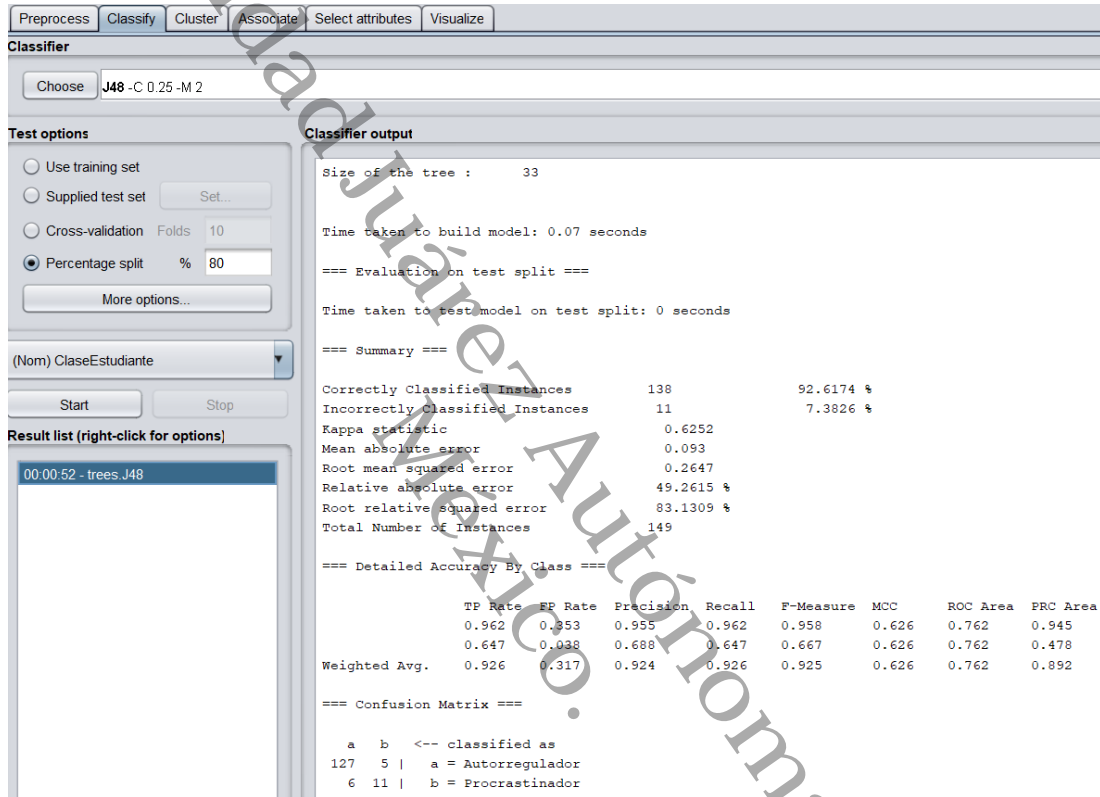 Preprocess Classify Cluster Associate Select attributes Visualize
Classifier
Choose J48 -C 0.25 -M 2
Test options
Use training set
Supplied test set Set...
Cross-validation Folds 10
Percentage split % 80
More options...
(Nom) ClaseEstudiante
Start Stop
Result list (right-click for options)
00:00:52 - trees.J48
Classifier output
Size of the tree : 33
Time taken to build model: 0.07 seconds
=== Evaluation on test split ===
Time taken to test model on test split: 0 seconds
=== Summary ===
Correctly Classified Instances 138 92.6174 %
Incorrectly Classified Instances 11 7.3826 %
Kappa statistic 0.6252
Mean absolute error 0.093
Root mean squared error 0.2647
Relative absolute error 49.2615 %
Root relative squared error 83.1309 %
Total Number of Instances 149
=== Detailed Accuracy By Class ===
TP Rate FP Rate Precision Recall F-Measure MCC ROC Area PRC Area
0.962 0.353 0.955 0.962 0.958 0.626 0.762 0.945
0.647 0.038 0.688 0.647 0.667 0.626 0.762 0.478
Weighted Avg. 0.926 0.317 0.924 0.926 0.925 0.626 0.762 0.892
=== Confusion Matrix ===
a b <-- classified as
127 5 | a = Autorregulador
6 11 | b = Procrastinador
dad Juárez Autónoma
México.